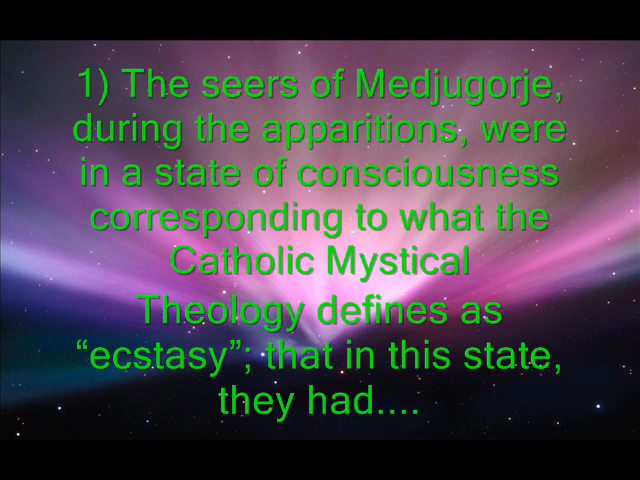 1) The seers of Medjugorje,
during the apparitions, were
in a state of consciousness
corresponding to what the
Catholic Mystical
Theology defines as
“ecstasy”; that in this state,
they had....